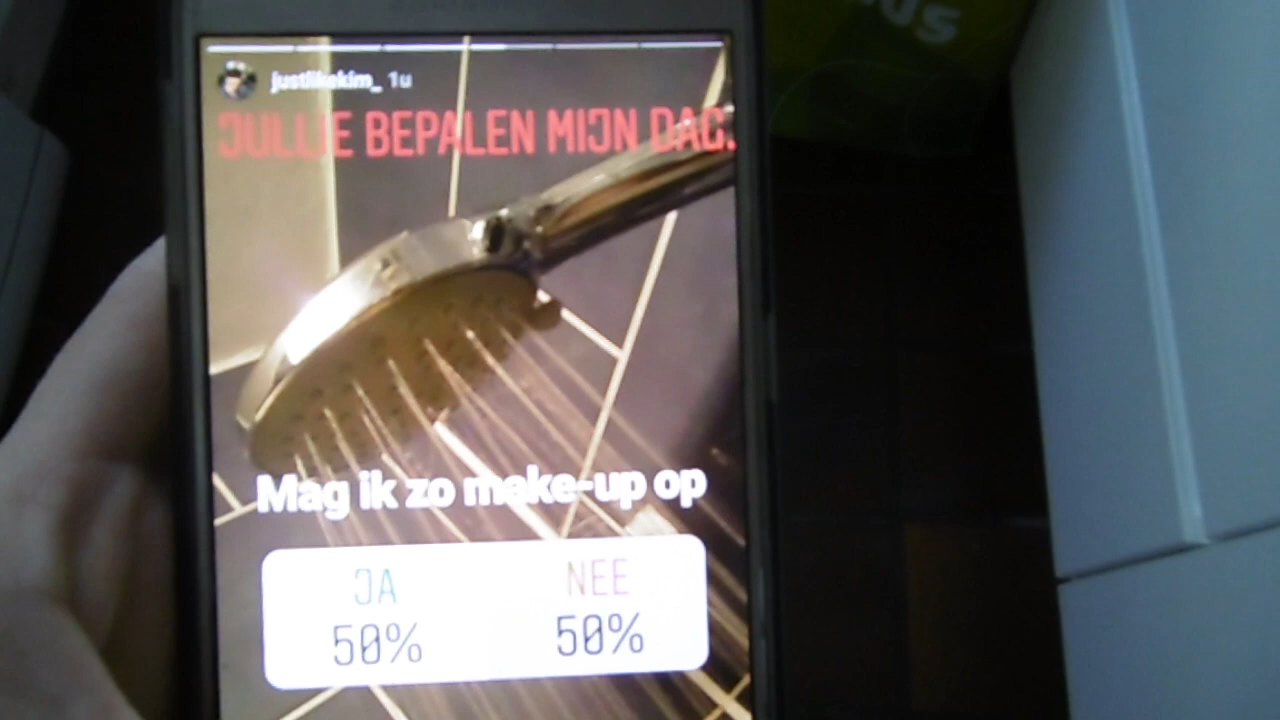 justlikekim_ 1u
JULLIE BEPALEN MIJN DAG.
Mag ik zo make-up op
JA NEE
50% 50%